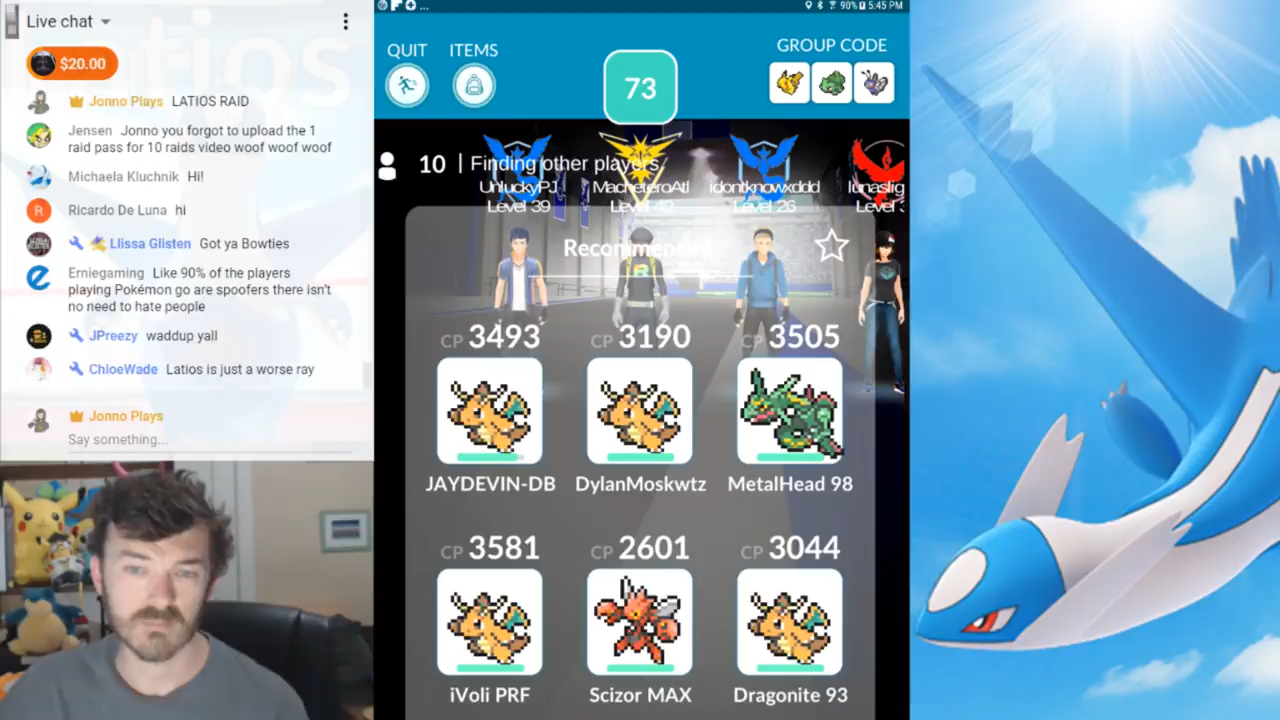 Live chat
$20.00
Jonno Plays LATIOS RAID
Jensen Jonno you forgot to upload the 1
raid pass for 10 raids video woof woof woof
Michaela Kluchnik Hi!
R Ricardo De Luna hi
Llissa Glisten Got ya Bowties
Erniegaming Like 90% of the players
playing Pokémon go are spoofers there isn't
no need to hate people
JPreezy waddup yall
ChloeWade Latios is just a worse ray
Jonno Plays
Say something...
... 90% 5:45 PM
QUIT ITEMS
73
GROUP CODE
10 | Finding other players
UnluckyPJ MacheteroAtl idontknowxddd
Level 39 Level 40 Level 26 Level
CP 3493 CP 3190 CP 3505
JAYDEVIN-DB DylanMoskwtz MetalHead 98
CP 3581 CP 2601 CP 3044
iVoli PRF Scizor MAX Dragonite 93